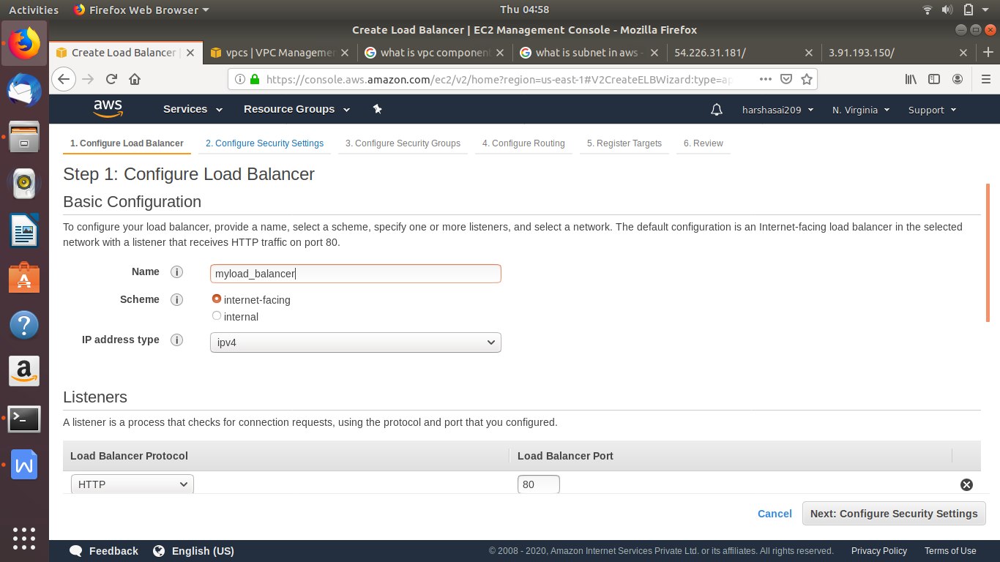 Activities Firefox Web Browser Thu 04:58
Create Load Balancer | EC2 Management Console - Mozilla Firefox
Create Load Balancer | vpcs | VPC Managemen what is vpc component what is subnet in aws - 54.226.31.181/ 3.91.193.150/
https://console.aws.amazon.com/ec2/v2/home?region=us-east-1#V2CreateELBWizard:type=ap
aws Services Resource Groups harshasai209 N. Virginia Support
1. Configure Load Balancer 2. Configure Security Settings 3. Configure Security Groups 4. Configure Routing 5. Register Targets 6. Review
Step 1: Configure Load Balancer
Basic Configuration
To configure your load balancer, provide a name, select a scheme, specify one or more listeners, and select a network. The default configuration is an Internet-facing load balancer in the selected
network with a listener that receives HTTP traffic on port 80.
Name i myload_balancer
Scheme i internet-facing
internal
IP address type i ipv4
Listeners
A listener is a process that checks for connection requests, using the protocol and port that you configured.
Load Balancer Protocol Load Balancer Port
HTTP 80
Cancel Next: Configure Security Settings
Feedback English (US) © 2008 - 2020, Amazon Internet Services Private Ltd. or its affiliates. All rights reserved. Privacy Policy Terms of Use